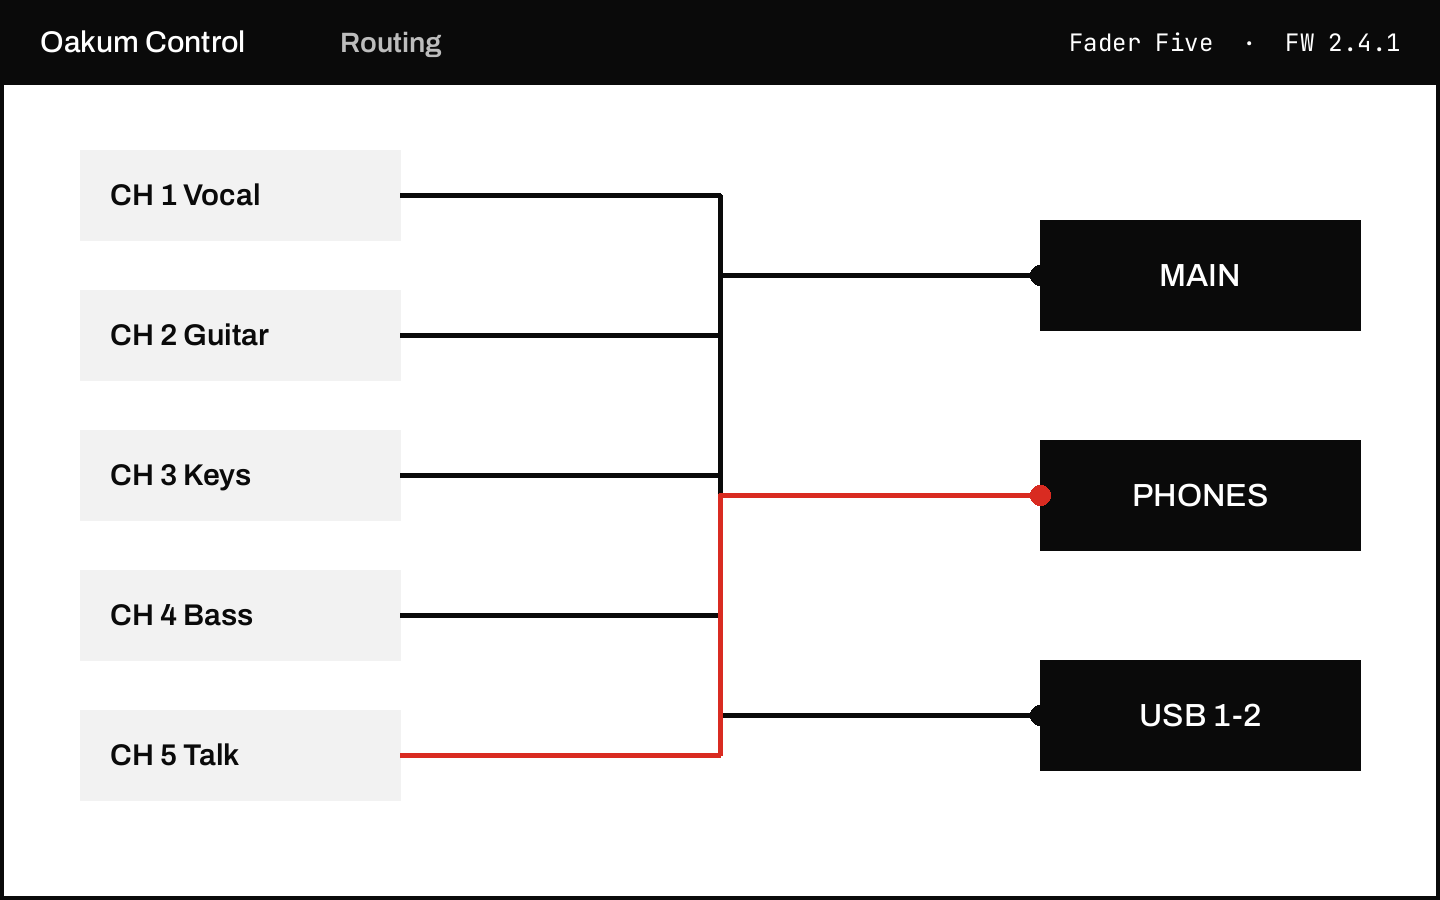 Oakum Control
Routing
Fader Five · FW 2.4.1
CH 1 Vocal
CH 2 Guitar
CH 3 Keys
CH 4 Bass
CH 5 Talk
MAIN
PHONES
USB 1-2